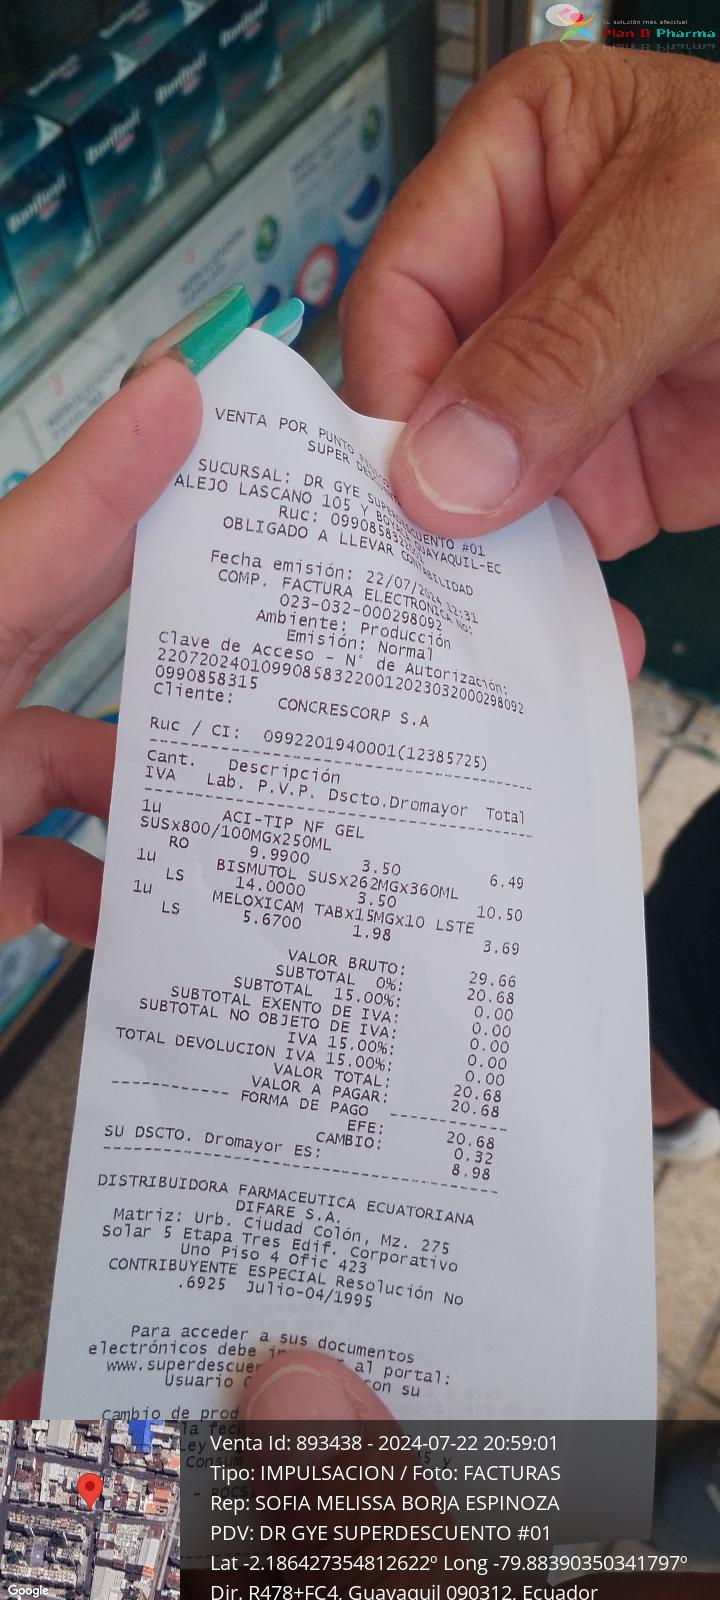 Su solución más efectiva!
Plan B Pharma
VENTA POR PUNTO
SUPER
SUCURSAL: DR GYE SUPERDESCUENTO #01
ALEJO LASCANO 105 Y GUAYAQUIL-EC
Ruc:
OBLIGADO A LLEVAR CONTABILIDAD
Fecha emisión: 22/07/2024 12:31
COMP. FACTURA ELECTRONICA No:
023-032-000298092
Ambiente: Producción
Emisión: Normal
Clave de Acceso - N° de Autorización:
2207202401099085832200120230320002980​92
0990858315
Cliente: CONCRESCORP S.A
Ruc / CI: 0992201940001(12385725)
Cant. Descripción
IVA Lab. P.V.P. Dscto.Dromayor Total
1u ACI-TIP NF GEL
SUSx800/100MGx250ML
RO 9.9900 3.50 6.49
1u BISMUTOL SUSx262MGx360ML
LS 14.0000 3.50 10.50
1u MELOXICAM TABx15MGx10 LSTE
LS 5.6700 1.98 3.69
VALOR BRUTO: 29.66
SUBTOTAL 0%: 20.68
SUBTOTAL 15.00%: 0.00
SUBTOTAL EXENTO DE IVA: 0.00
SUBTOTAL NO OBJETO DE IVA: 0.00
IVA 15.00%: 0.00
TOTAL DEVOLUCION IVA 15.00%: 0.00
VALOR TOTAL: 20.68
VALOR A PAGAR: 20.68
FORMA DE PAGO
EFE: 20.68
CAMBIO: 0.32
SU DSCTO. Dromayor ES: 8.98
DISTRIBUIDORA FARMACEUTICA ECUATORIANA
DIFARE S.A.
Matriz: Urb. Ciudad Colón, Mz. 275
Solar 5 Etapa Tres Edif. Corporativo
Uno Piso 4 Ofic 423
CONTRIBUYENTE ESPECIAL Resolución No
.6925 Julio-04/1995
Para acceder a sus documentos
electrónicos debe al portal:
Usuario con su
cambio de
Venta Id: 893438 - 2024-07-22 20:59:01
Tipo: IMPULSACION / Foto: FACTURAS
Rep: SOFIA MELISSA BORJA ESPINOZA
PDV: DR GYE SUPERDESCUENTO #01
Lat -2.186427354812622º Long -79.88390350341797º
Dir. R478+FC4, Guayaquil 090312, Ecuador
Google